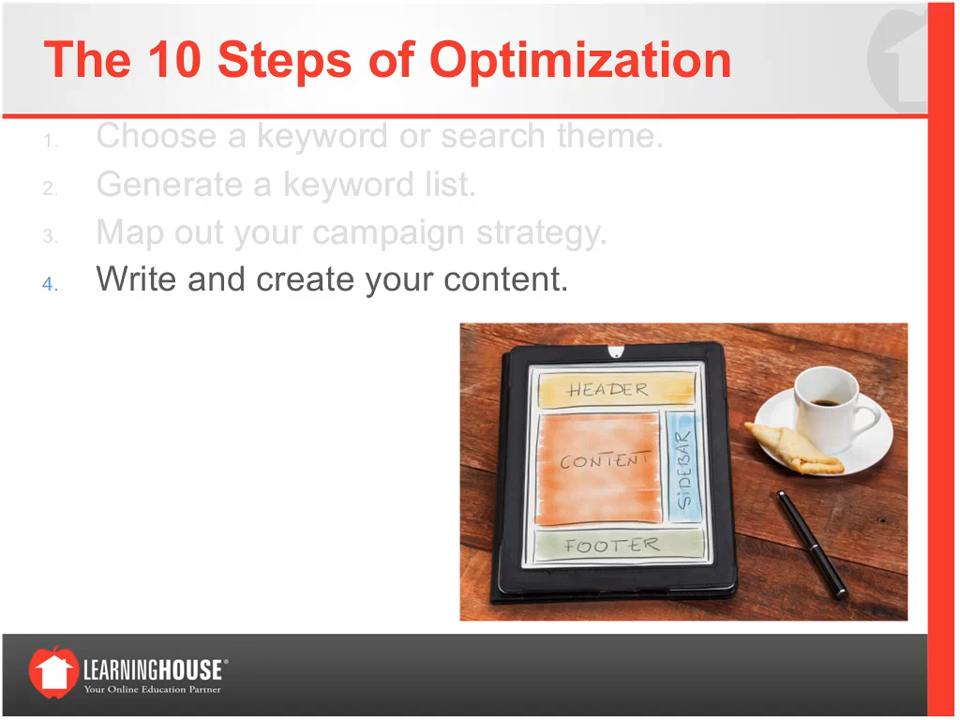 The 10 Steps of Optimization
1. Choose a keyword or search theme.
2. Generate a keyword list.
3. Map out your campaign strategy.
4. Write and create your content.
HEADER
CONTENT
SIDEBAR
FOOTER
LEARNINGHOUSE®
Your Online Education Partner